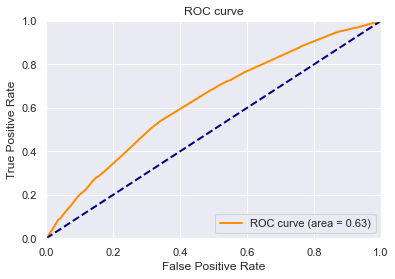 ROC curve
True Positive Rate
1.0
0.8
0.6
0.4
0.2
0.0
ROC curve (area = 0.63)
0.0 0.2 0.4 0.6 0.8 1.0
False Positive Rate